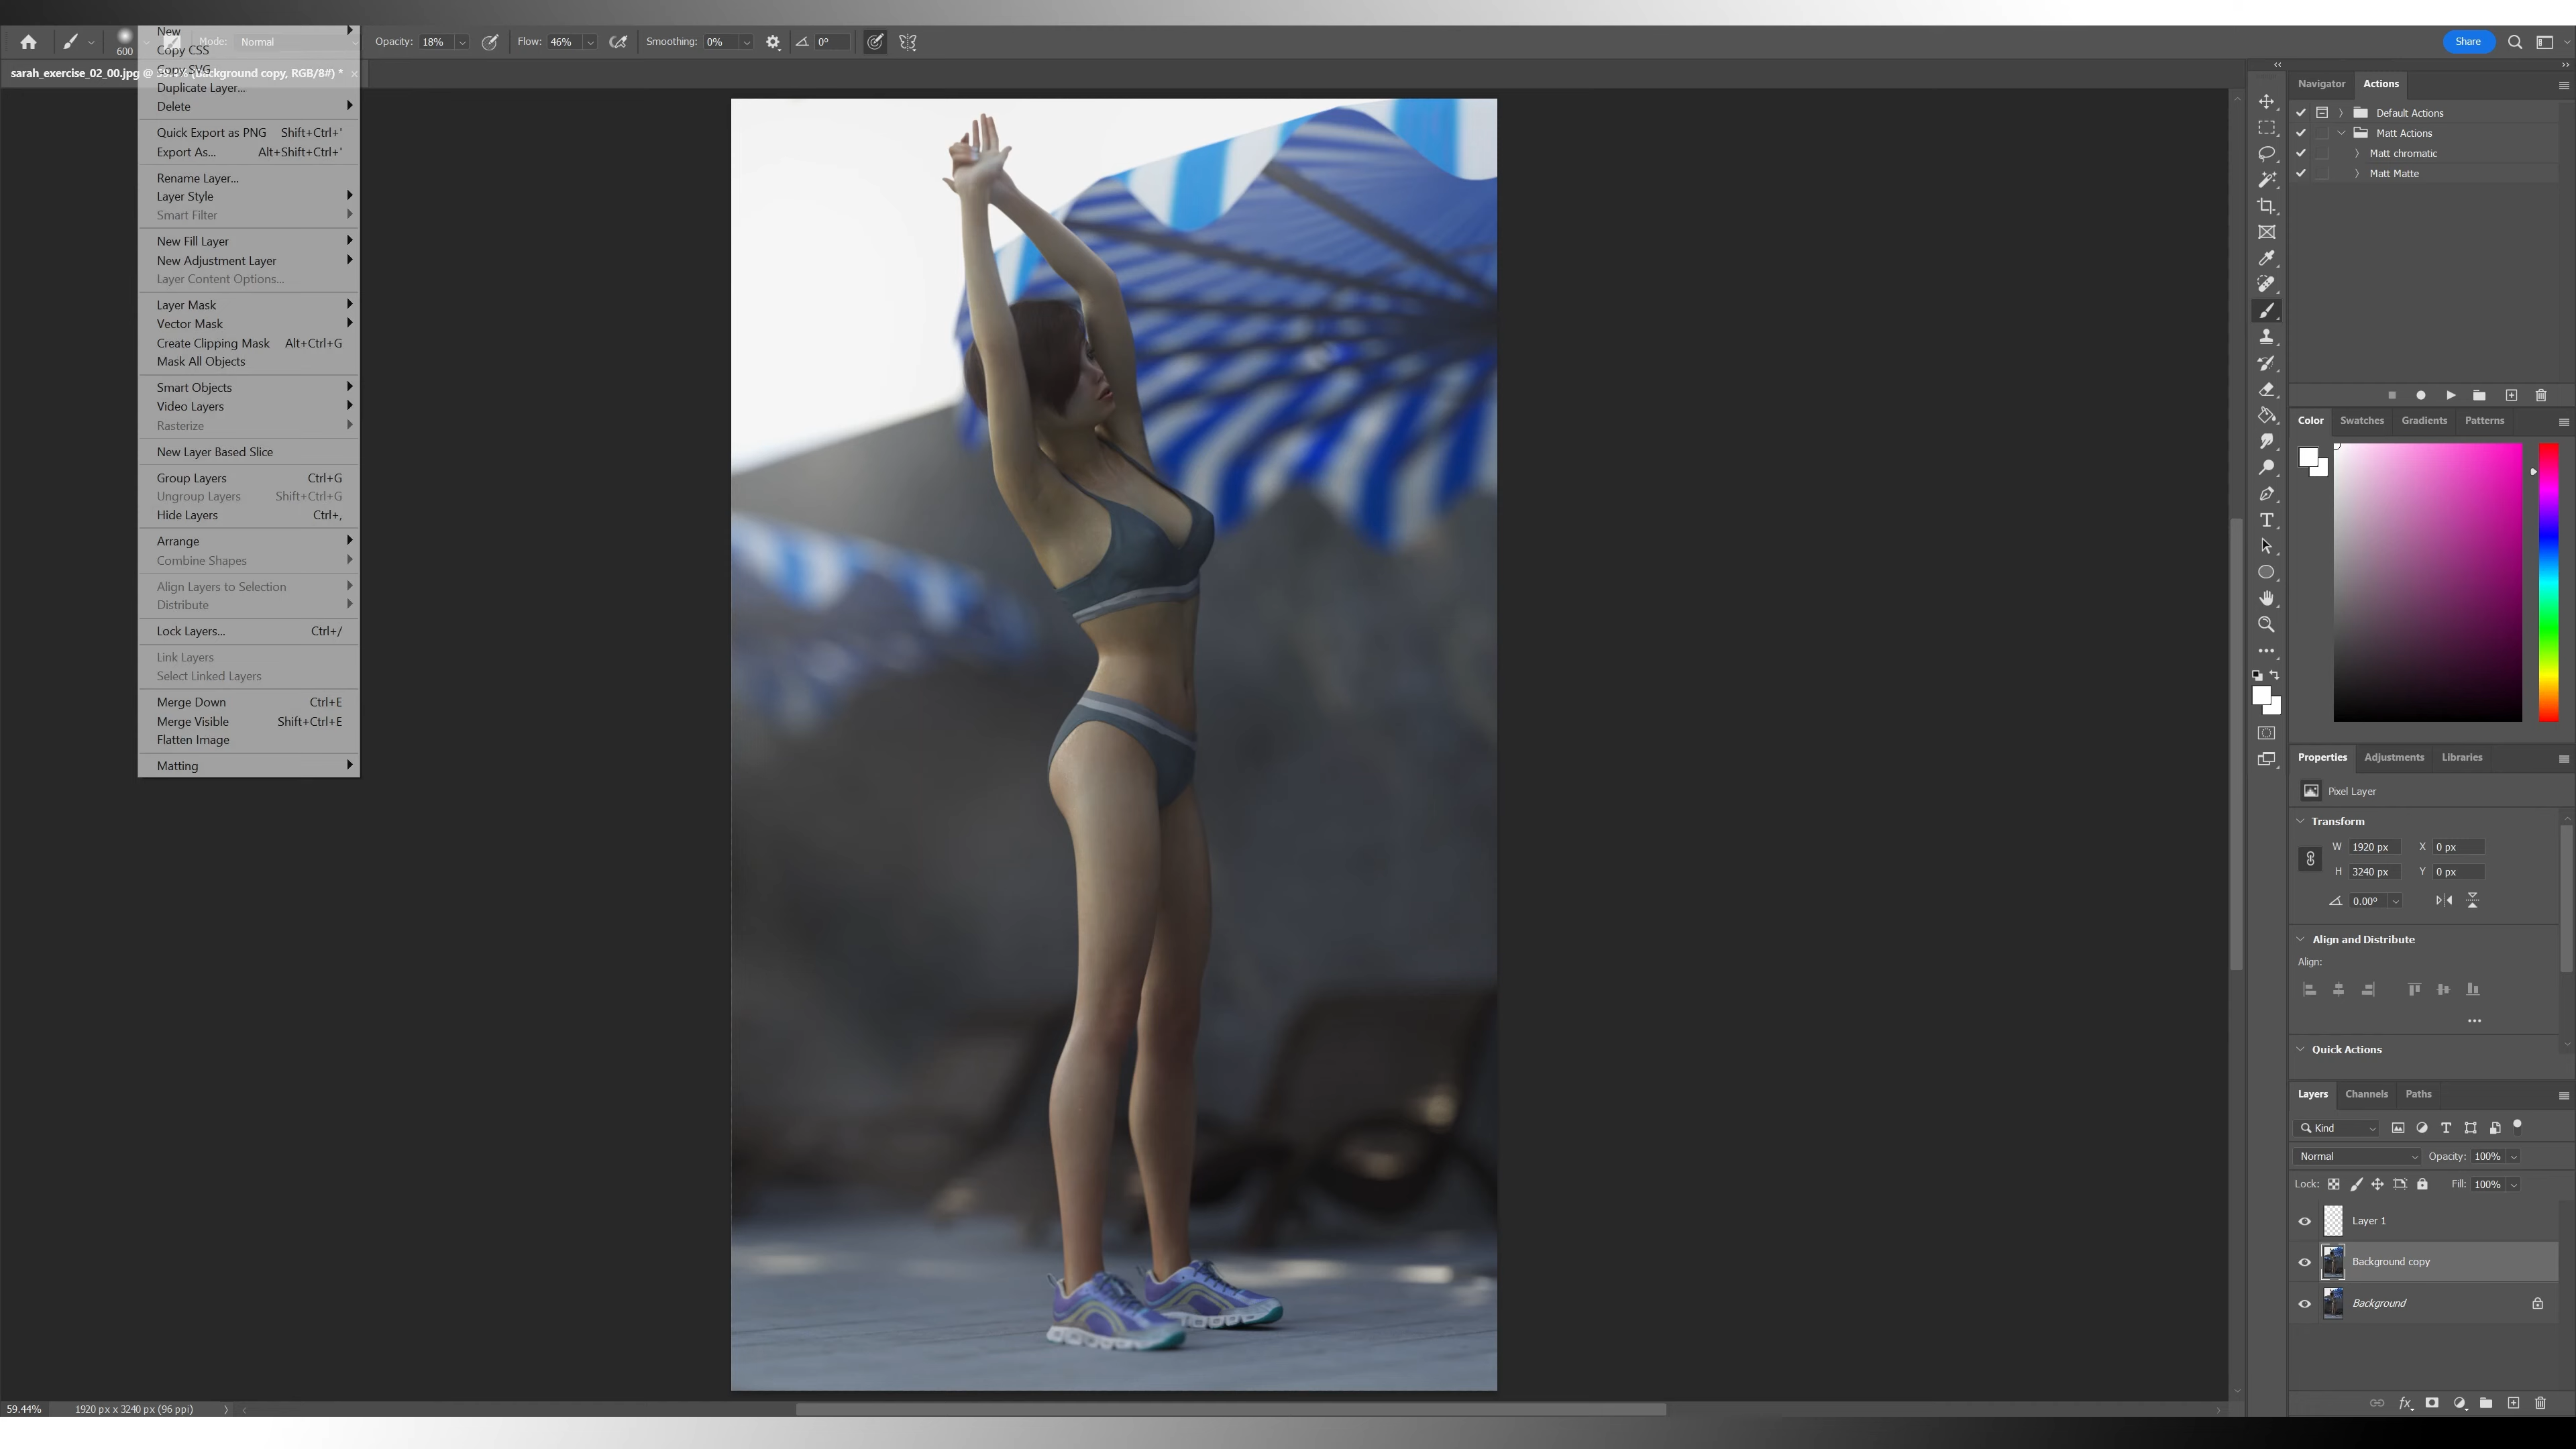 600
Mode: Normal
Opacity: 18%
Flow: 46%
Smoothing: 0%
0°
Share
sarah_exercise_02_00.jpg @ 59.4% (Background copy, RGB/8#) *
New
Copy CSS
Copy SVG
Duplicate Layer...
Delete
Quick Export as PNG Shift+Ctrl+'
Export As... Alt+Shift+Ctrl+'
Rename Layer...
Layer Style
Smart Filter
New Fill Layer
New Adjustment Layer
Layer Content Options...
Layer Mask
Vector Mask
Create Clipping Mask Alt+Ctrl+G
Mask All Objects
Smart Objects
Video Layers
Rasterize
New Layer Based Slice
Group Layers Ctrl+G
Ungroup Layers Shift+Ctrl+G
Hide Layers Ctrl+,
Arrange
Combine Shapes
Align Layers to Selection
Distribute
Lock Layers... Ctrl+/
Link Layers
Select Linked Layers
Merge Down Ctrl+E
Merge Visible Shift+Ctrl+E
Flatten Image
Matting
Navigator Actions
Default Actions
Matt Actions
Matt chromatic
Matt Matte
Color Swatches Gradients Patterns
Properties Adjustments Libraries
Pixel Layer
Transform
W 1920 px X 0 px
H 3240 px Y 0 px
0.00°
Align and Distribute
Align:
Quick Actions
Layers Channels Paths
Kind
Normal Opacity: 100%
Lock: Fill: 100%
Layer 1
Background copy
Background
fx
59.44% 1920 px x 3240 px (96 ppi)